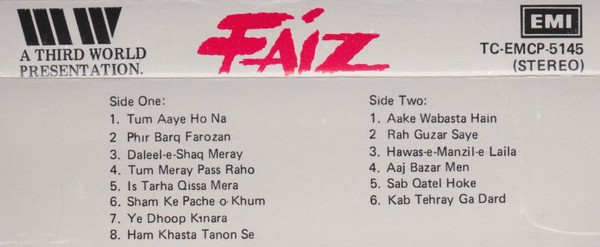 A THIRD WORLD
PRESENTATION.
Faiz
EMI
TC-EMCP-5145
(STEREO)
Side One:
1. Tum Aaye Ho Na
2 Phir Barq Farozan
3. Daleel-e-Shaq Meray
4. Tum Meray Pass Raho
5. Is Tarha Qissa Mera
6. Sham Ke Pache-o-Khum
7. Ye Dhoop Kinara
8. Ham Khasta Tanon Se
Side Two:
1. Aake Wabasta Hain
2 Rah Guzar Saye
3. Hawas-e-Manzil-e Laila
4. Aaj Bazar Men
5. Sab Qatel Hoke
6. Kab Tehray Ga Dard